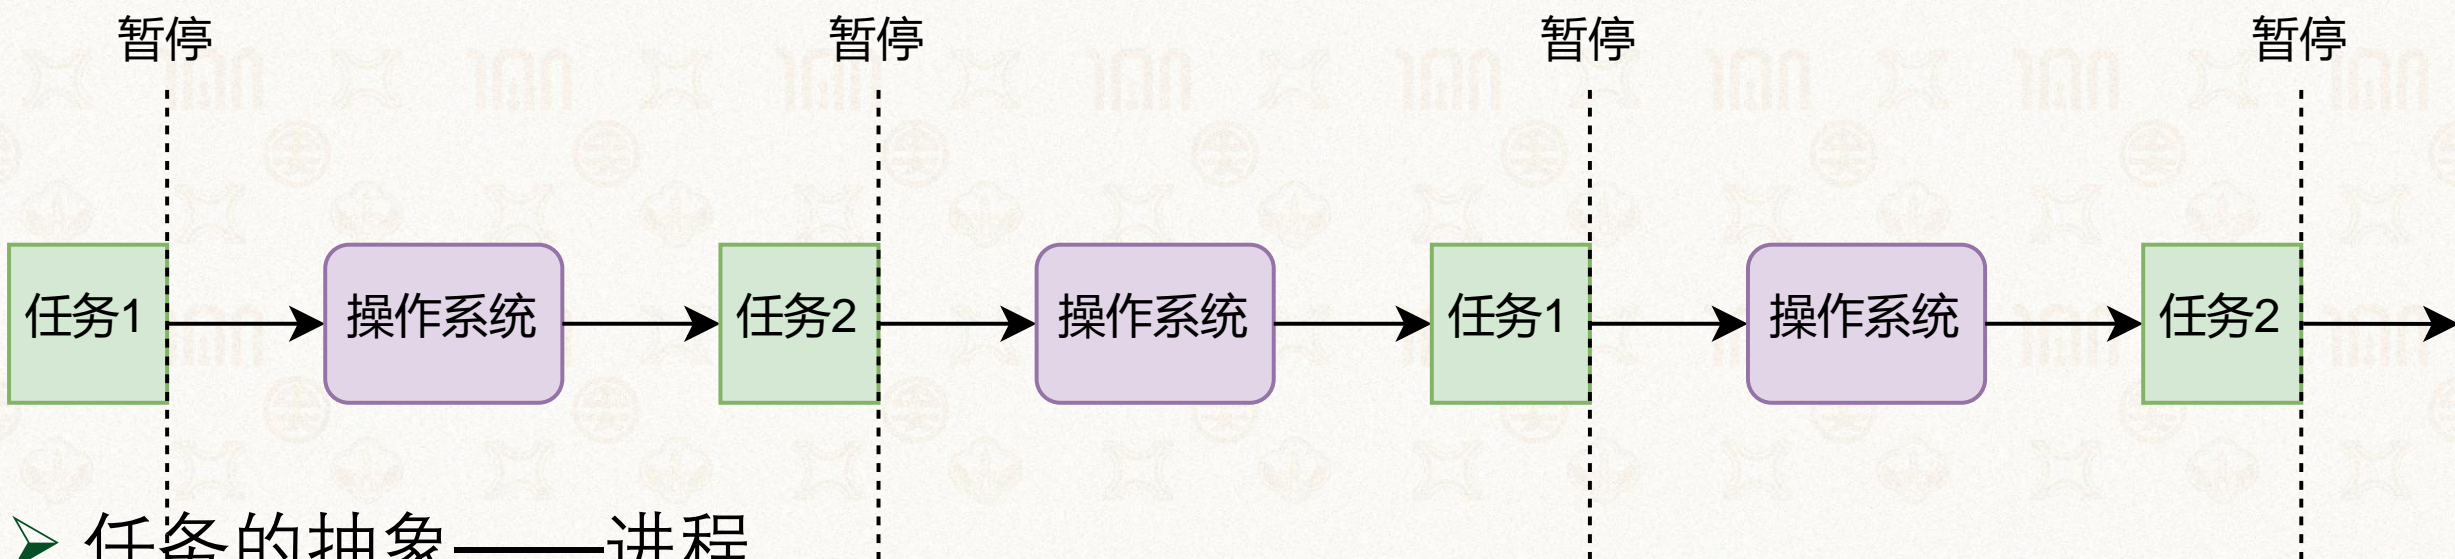 暂停 暂停 暂停 暂停
任务1 操作系统 任务2 操作系统 任务1 操作系统 任务2
任务的抽象——进程